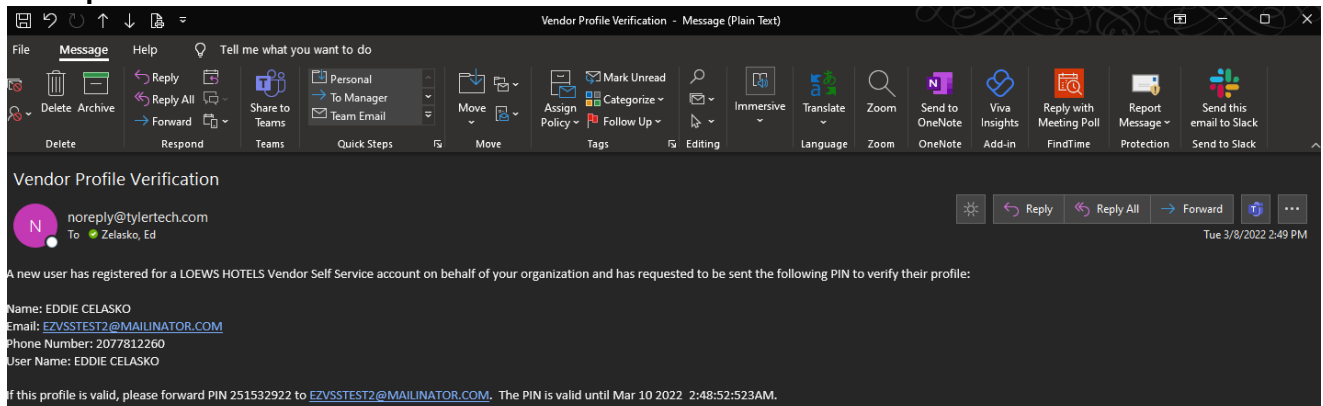 Vendor Profile Verification - Message (Plain Text)
File Message Help Tell me what you want to do
Delete Archive
Reply
Reply All
Forward
Share to Teams
Personal
To Manager
Team Email
Move
Assign Policy
Mark Unread
Categorize
Follow Up
Immersive
Translate
Zoom
Send to OneNote
Viva Insights
Reply with Meeting Poll
Report Message
Send this email to Slack
Delete Respond Teams Quick Steps Move Tags Editing Language Zoom OneNote Add-in FindTime Protection Send to Slack
Vendor Profile Verification
N
noreply@tylertech.com
To Zelasko, Ed
Reply Reply All Forward
Tue 3/8/2022 2:49 PM
A new user has registered for a LOEWS HOTELS Vendor Self Service account on behalf of your organization and has requested to be sent the following PIN to verify their profile:
Name: EDDIE CELASKO
Email: EZVSSTEST2@MAILINATOR.COM
Phone Number: 2077812260
User Name: EDDIE CELASKO
If this profile is valid, please forward PIN 251532922 to EZVSSTEST2@MAILINATOR.COM. The PIN is valid until Mar 10 2022 2:48:52:523AM.